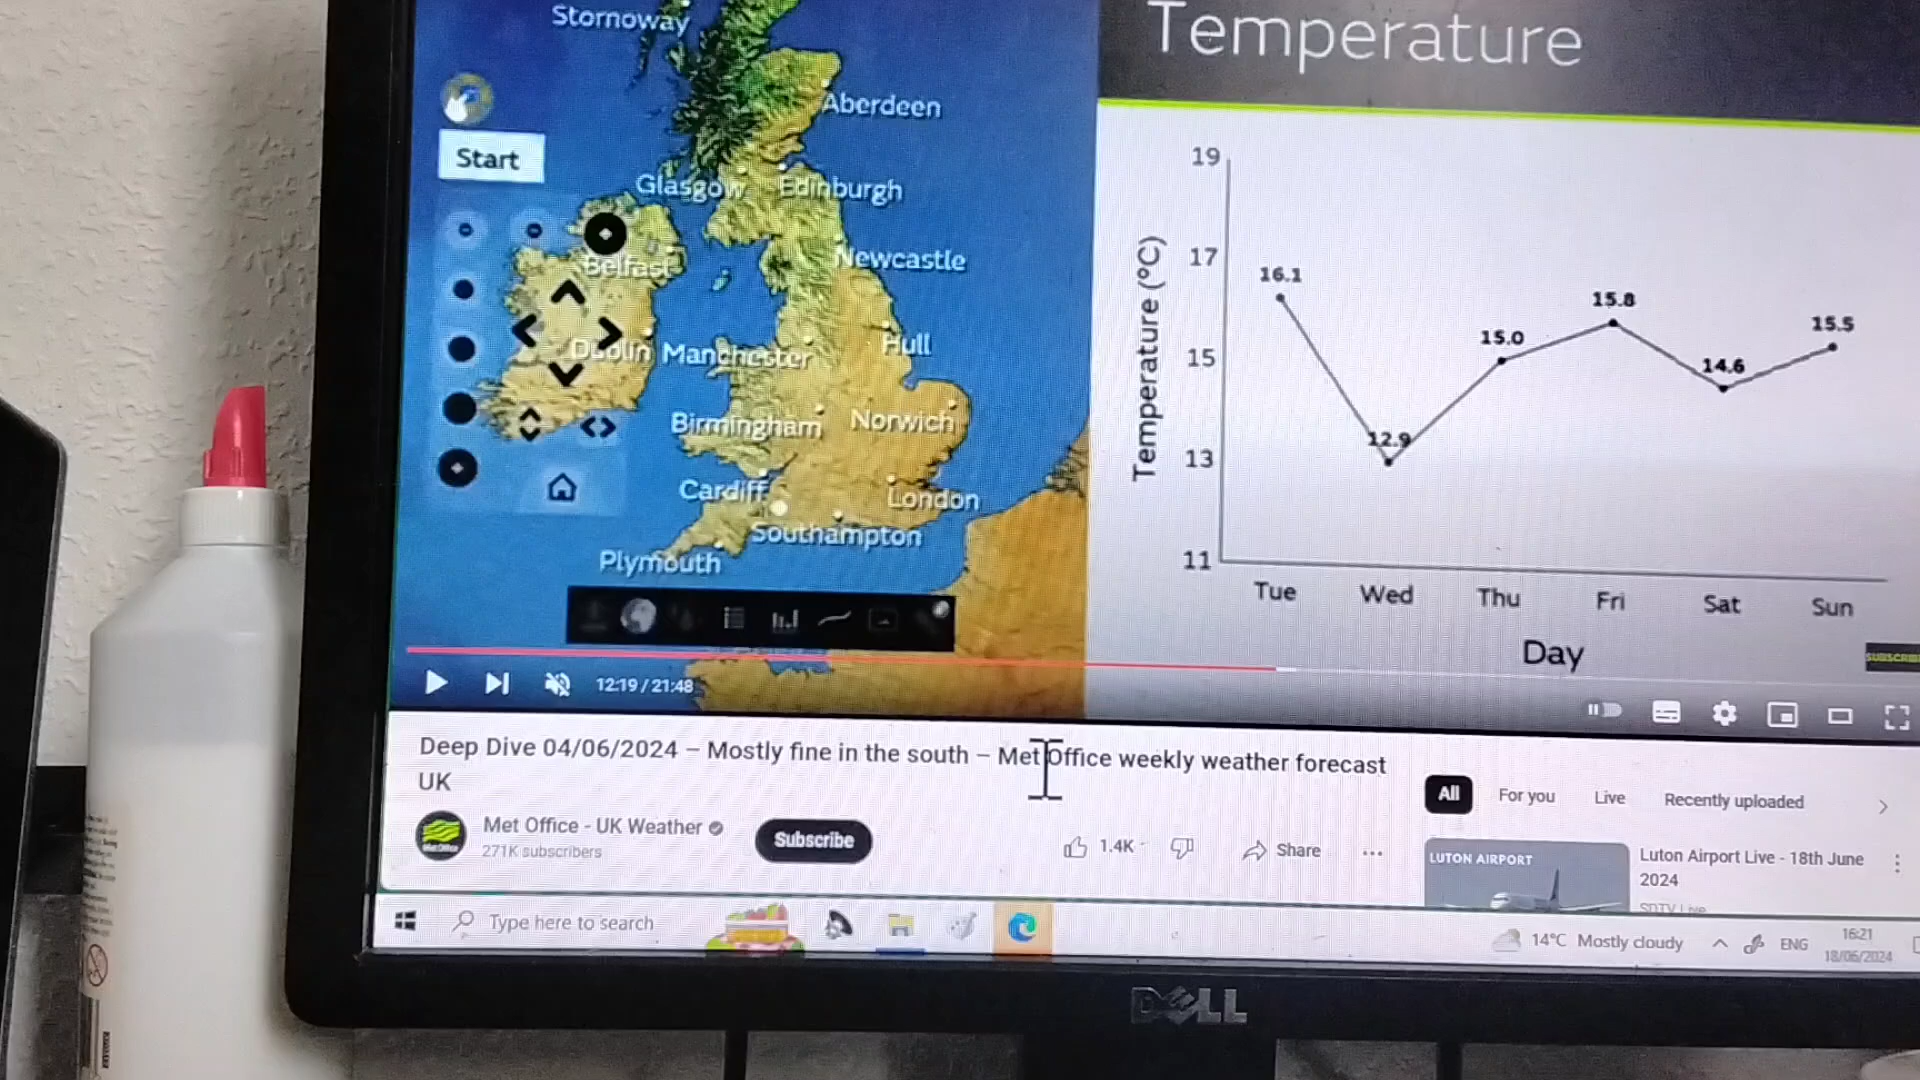 Stornoway
Aberdeen
Start
Glasgow
Edinburgh
Belfast
Newcastle
Dublin
Manchester
Hull
Birmingham
Norwich
Cardiff
London
Southampton
Plymouth
Temperature
19
17
15
13
11
Temperature (°C)
16.1
12.9
15.0
15.8
14.6
15.5
Tue Wed Thu Fri Sat Sun
Day
12:19 / 21:48
Deep Dive 04/06/2024 – Mostly fine in the south – Met Office weekly weather forecast
UK
Met Office - UK Weather
271K subscribers
Subscribe
1.4K
Share
All For you Live Recently uploaded
LUTON AIRPORT
Luton Airport Live - 18th June
2024
SDTV Live
Type here to search
14°C Mostly cloudy
ENG
16:21
18/06/2024
DELL